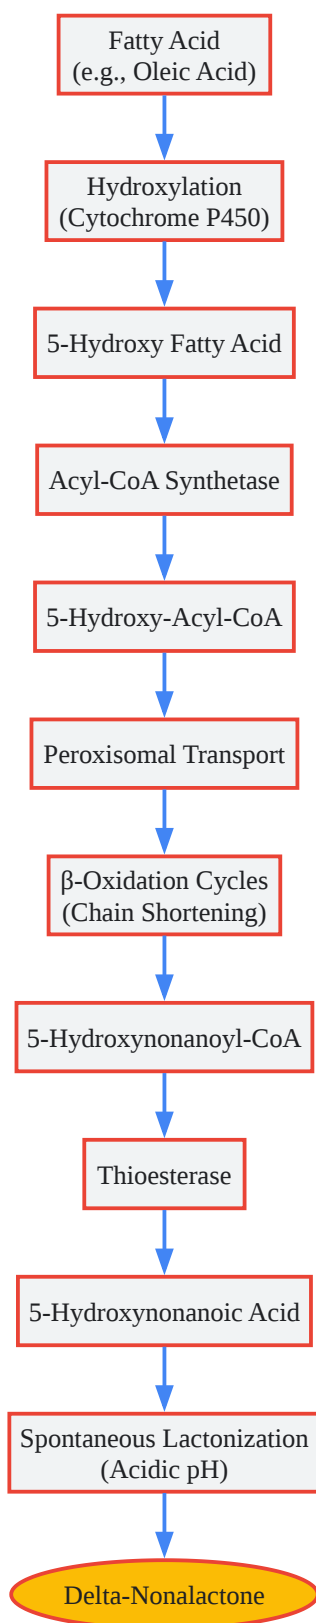 Fatty Acid
(e.g., Oleic Acid)
Hydroxylation
(Cytochrome P450)
5-Hydroxy Fatty Acid
Acyl-CoA Synthetase
5-Hydroxy-Acyl-CoA
Peroxisomal Transport
β-Oxidation Cycles
(Chain Shortening)
5-Hydroxynonanoyl-CoA
Thioesterase
5-Hydroxynonanoic Acid
Spontaneous Lactonization
(Acidic pH)
Delta-Nonalactone